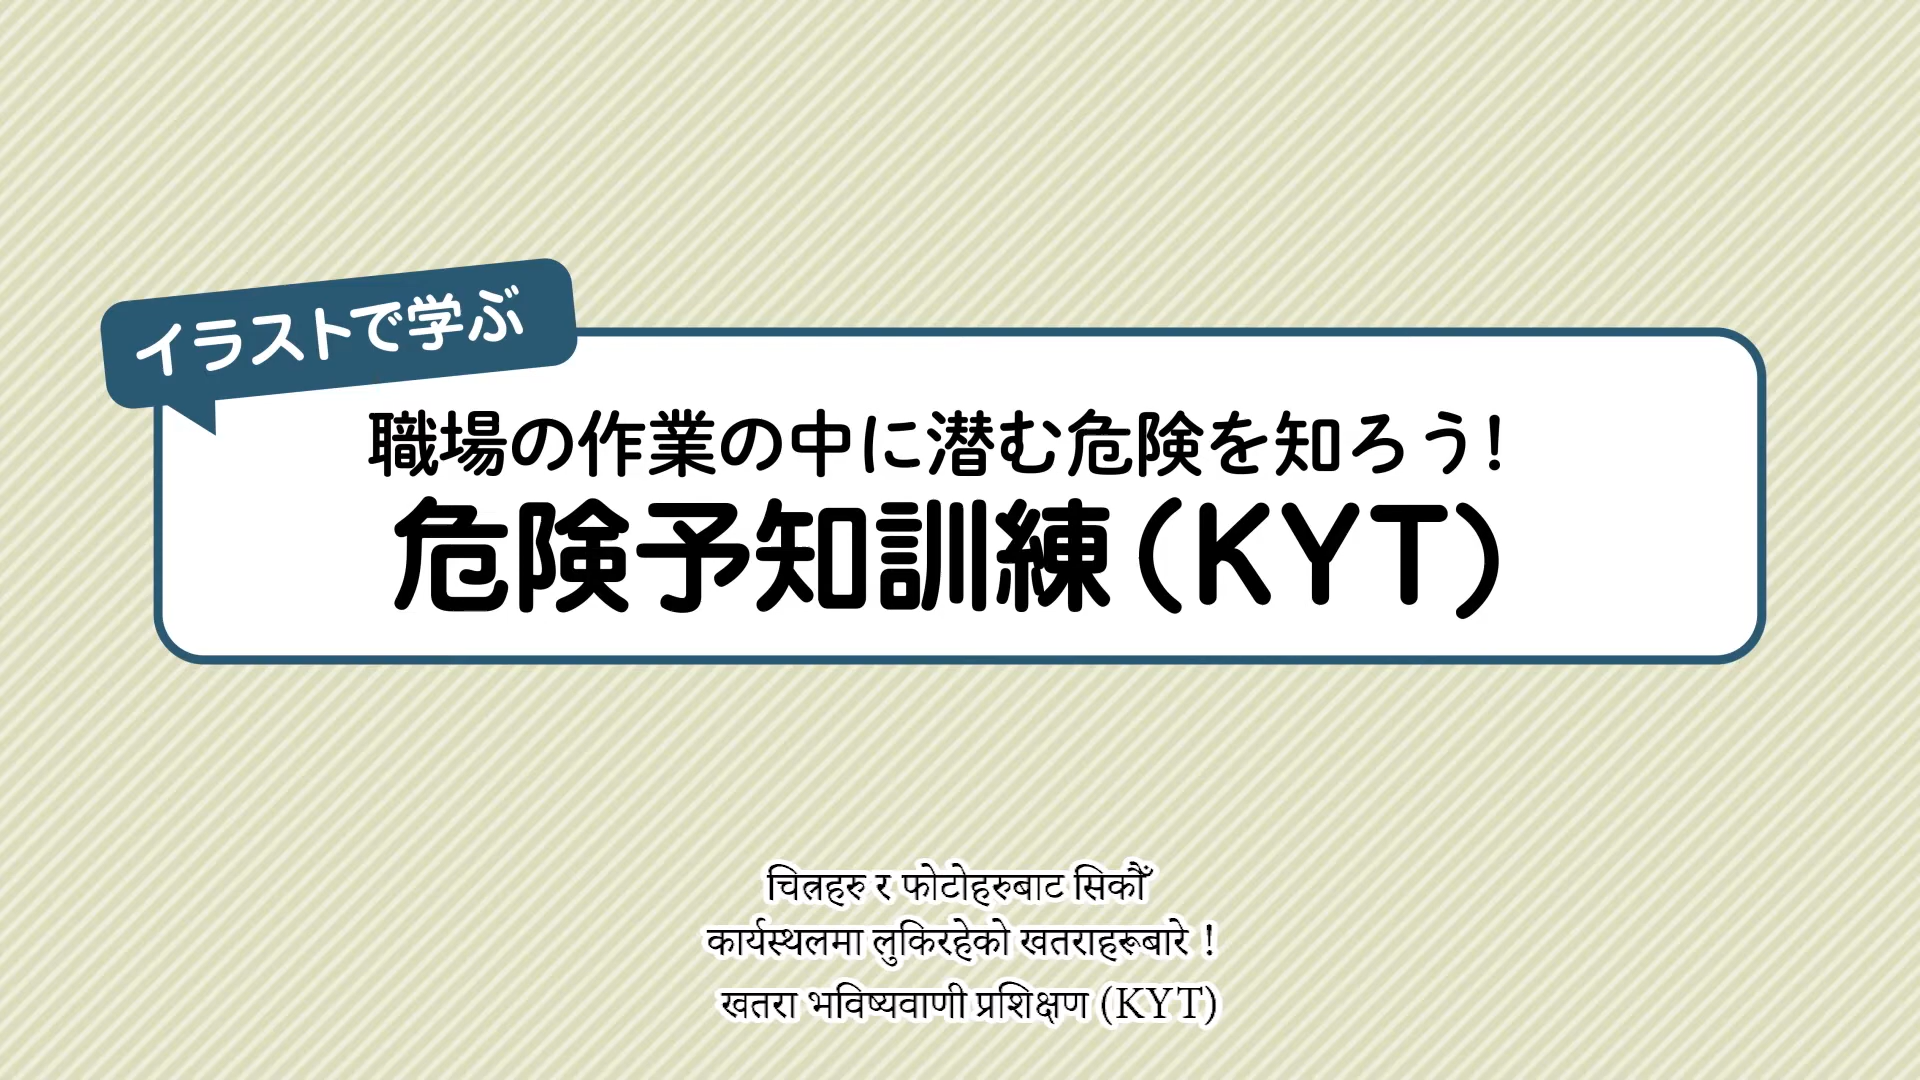 イラストで学ぶ
職場の作業の中に潜む危険を知ろう!
危険予知訓練(KYT)
चित्रहरु र फोटोहरुबाट सिकौँ
कार्यस्थलमा लुकिरहेको खतराहरूबारे !
खतरा भविष्यवाणी प्रशिक्षण (KYT)